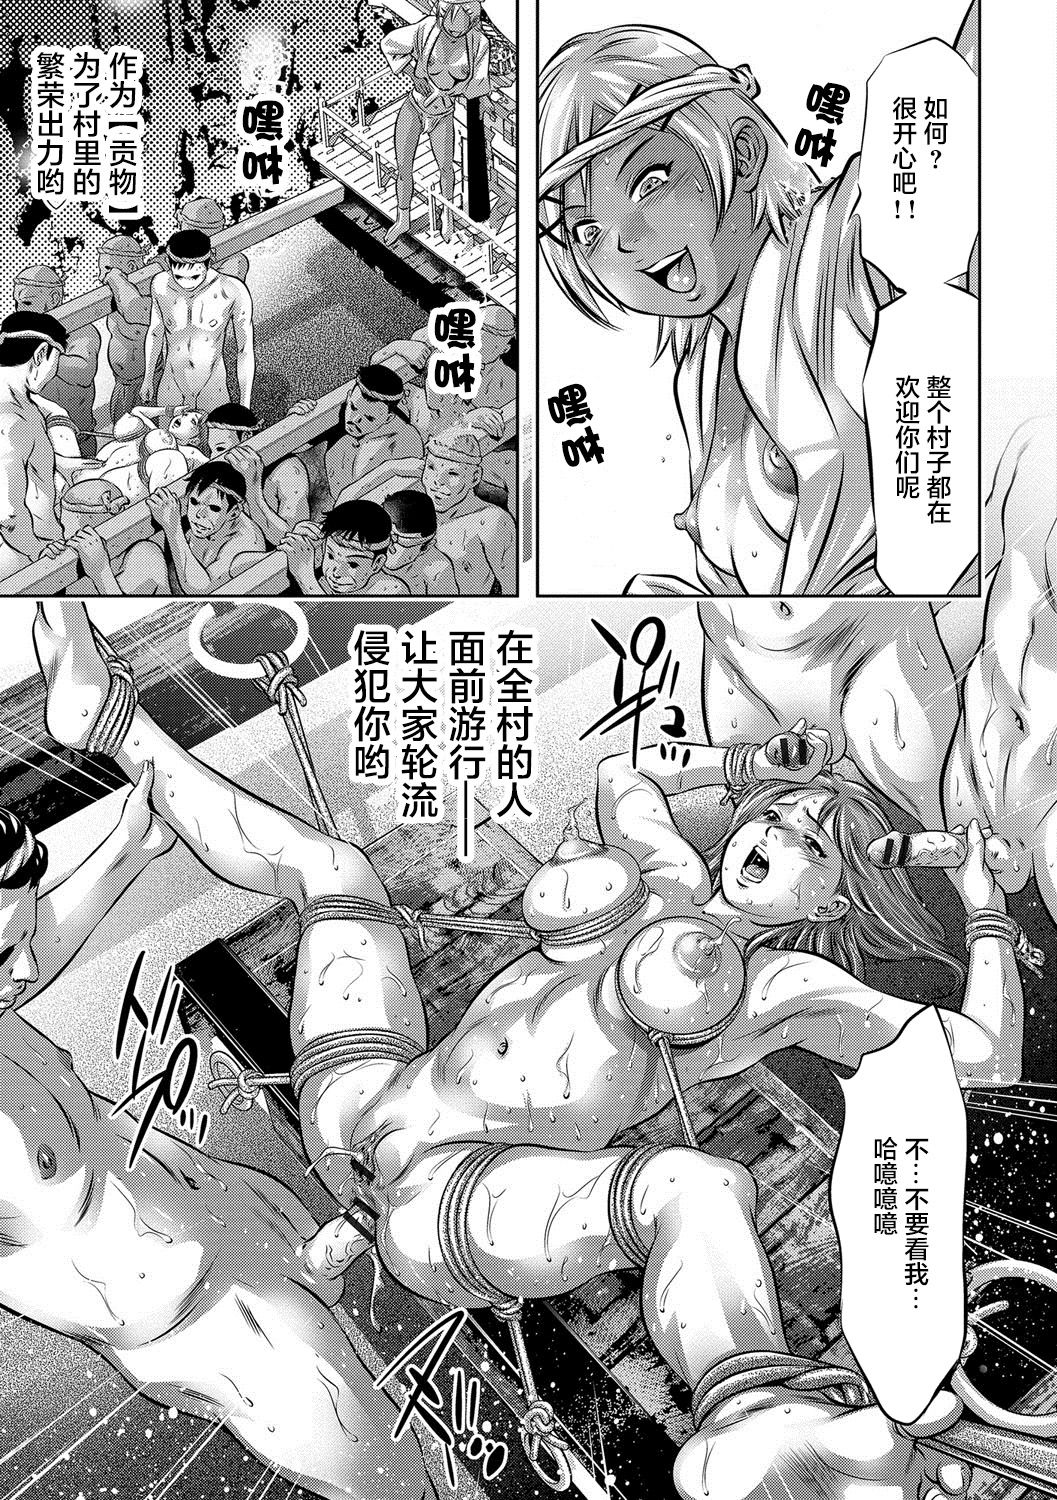 如何？
很开心吧！！
整个村子都在
欢迎你们呢
嘿咻
嘿咻
嘿咻
嘿咻
嘿咻
作为【贡物】
为了村里的
繁荣出力哟
在全村的人
面前游行——
让大家轮流
侵犯你哟
不…不要看我…
哈噫噫噫